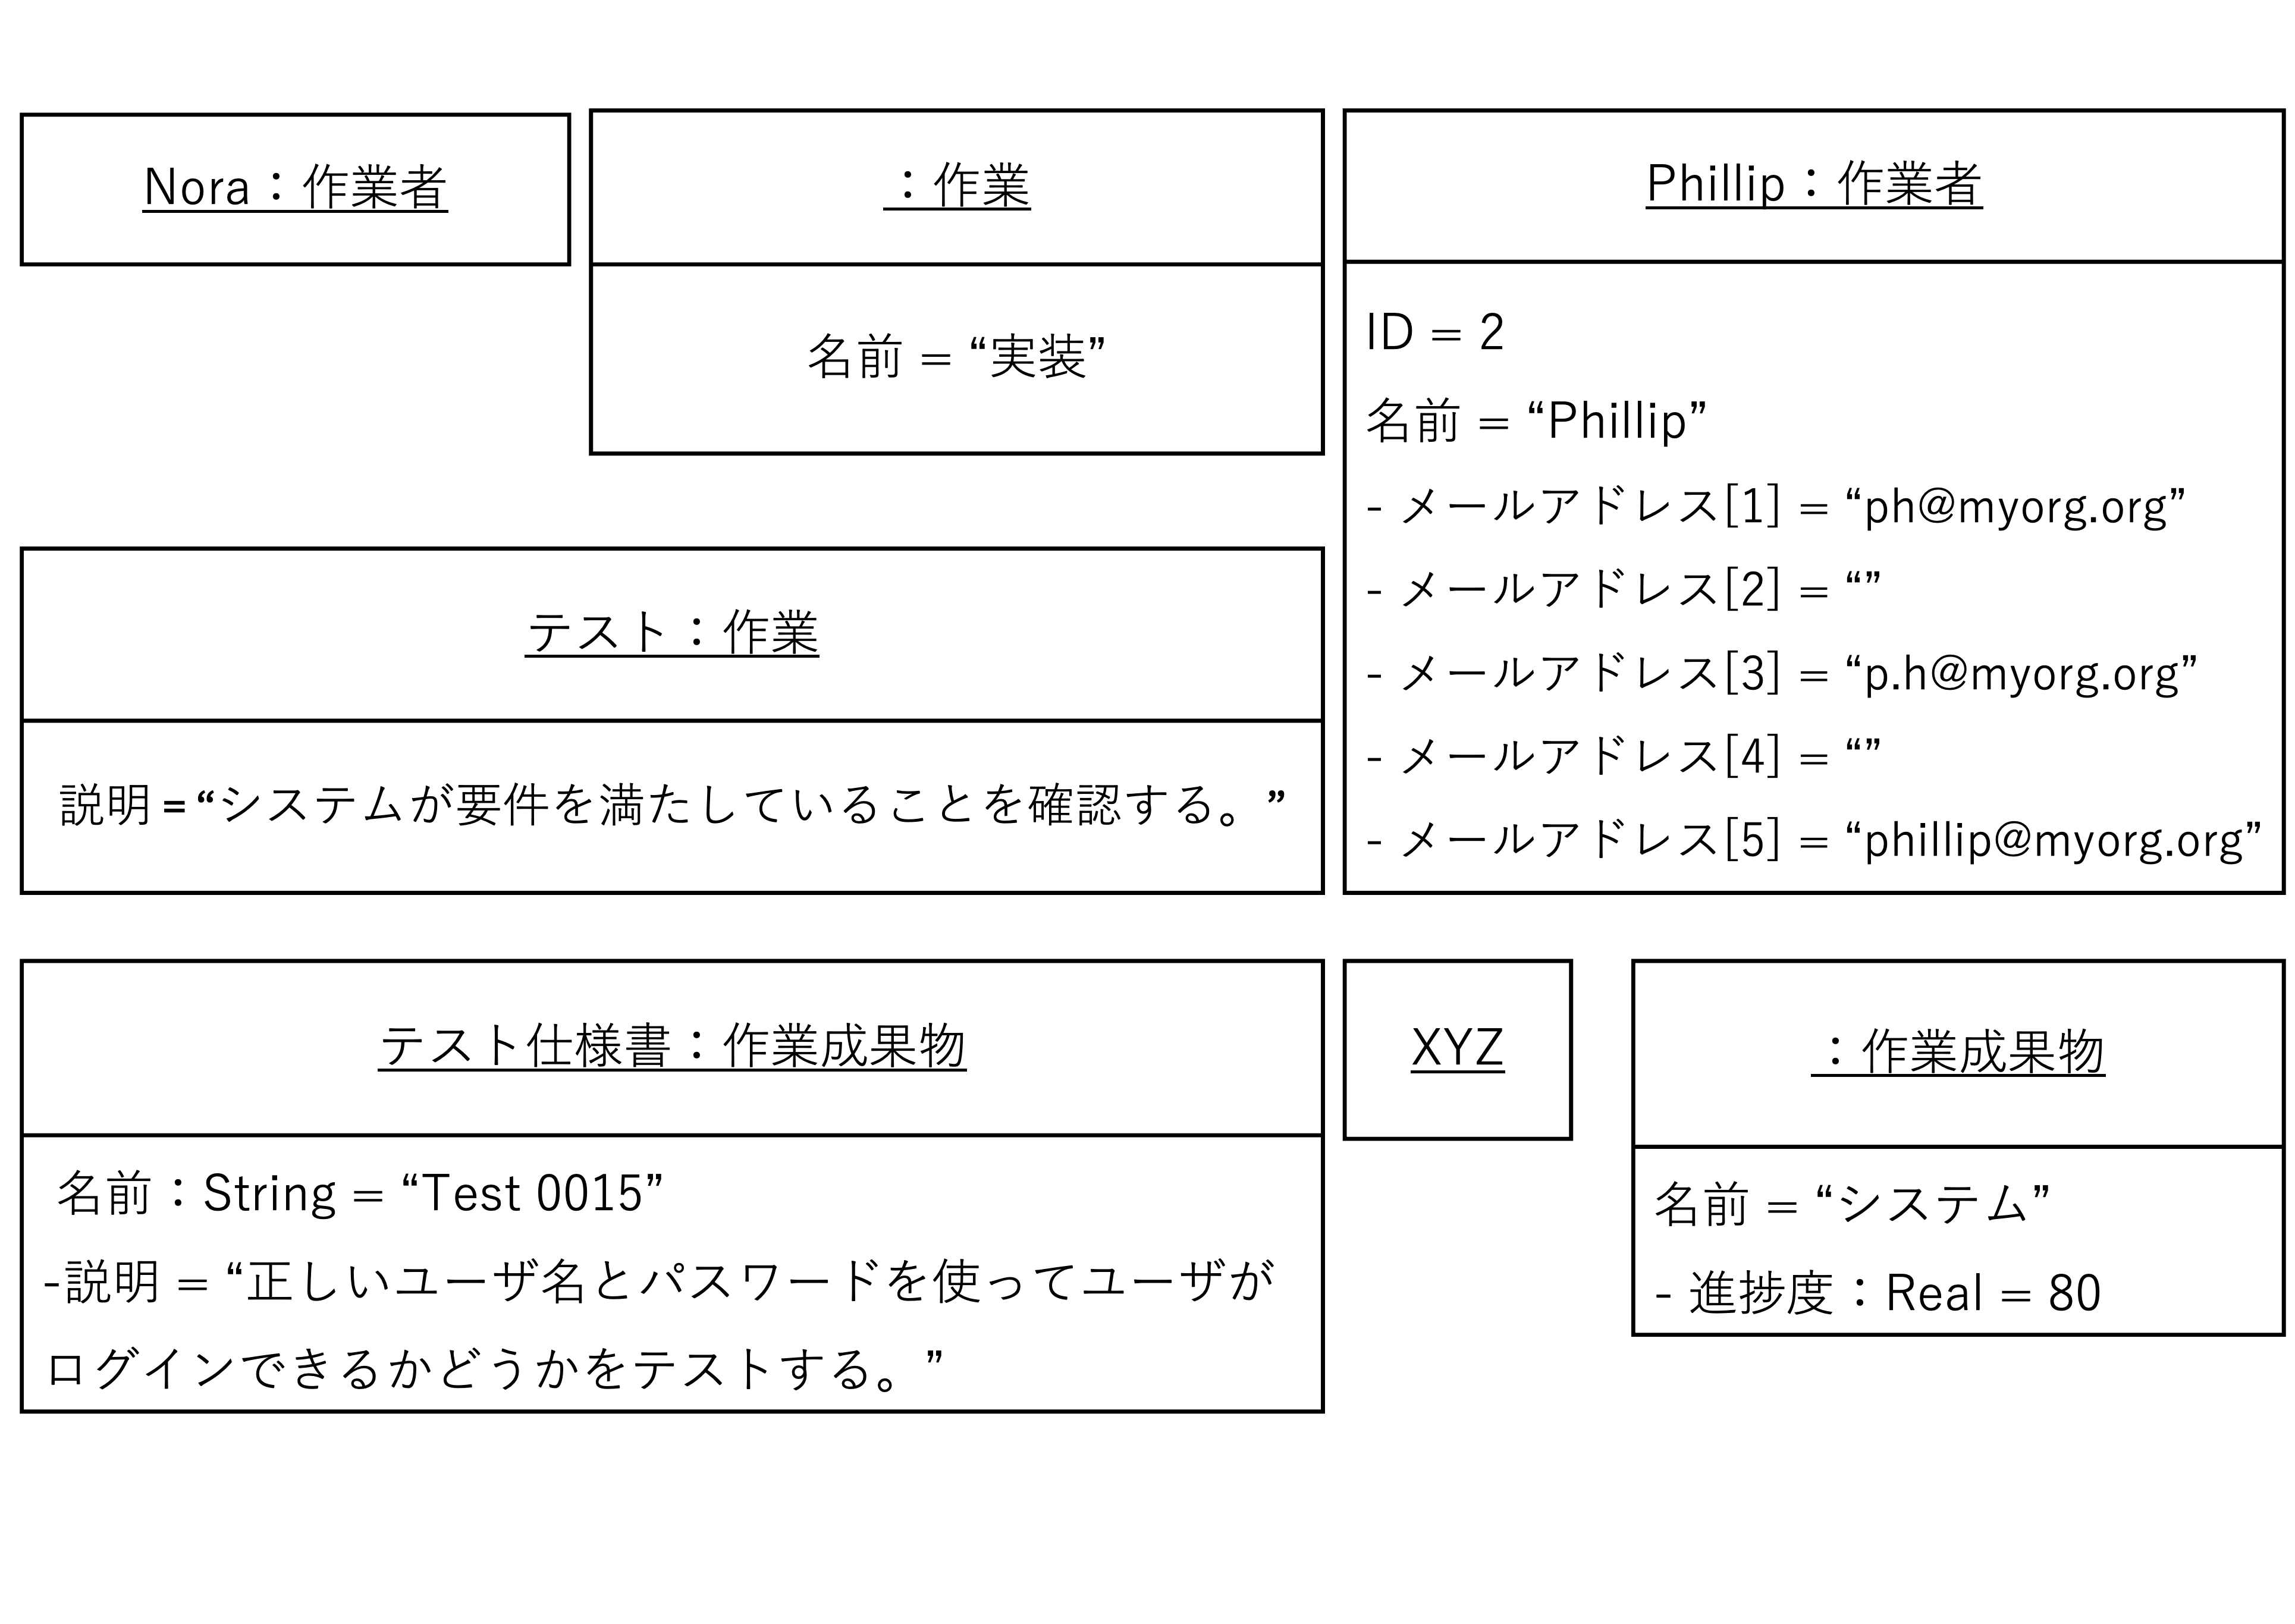 Nora：作業者
：作業
名前 = “実装”
Phillip：作業者
ID = 2
名前 = “Phillip”
- メールアドレス[1] = “ph@myorg.org”
- メールアドレス[2] = “”
- メールアドレス[3] = “p.h@myorg.org”
- メールアドレス[4] = “”
- メールアドレス[5] = “phillip@myorg.org”
テスト：作業
説明 = “システムが要件を満たしていることを確認する。”
テスト仕様書：作業成果物
名前：String = “Test 0015”
-説明 = “正しいユーザ名とパスワードを使ってユーザが
ログインできるかどうかをテストする。”
XYZ
：作業成果物
名前 = “システム”
- 進捗度：Real = 80